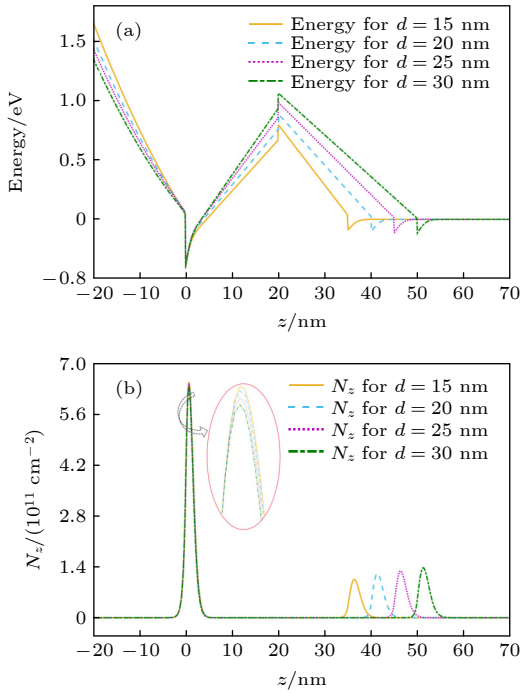 (a)
Energy for d = 15 nm
Energy for d = 20 nm
Energy for d = 25 nm
Energy for d = 30 nm
Energy/eV
1.5
1.0
0.5
0
−0.8
−20 −10 0 10 20 30 40 50 60 70
z/nm
(b)
N_z for d = 15 nm
N_z for d = 20 nm
N_z for d = 25 nm
N_z for d = 30 nm
N_z/(10^11 cm^−2)
7.0
5.6
4.2
2.8
1.4
0
−20 −10 0 10 20 30 40 50 60 70
z/nm